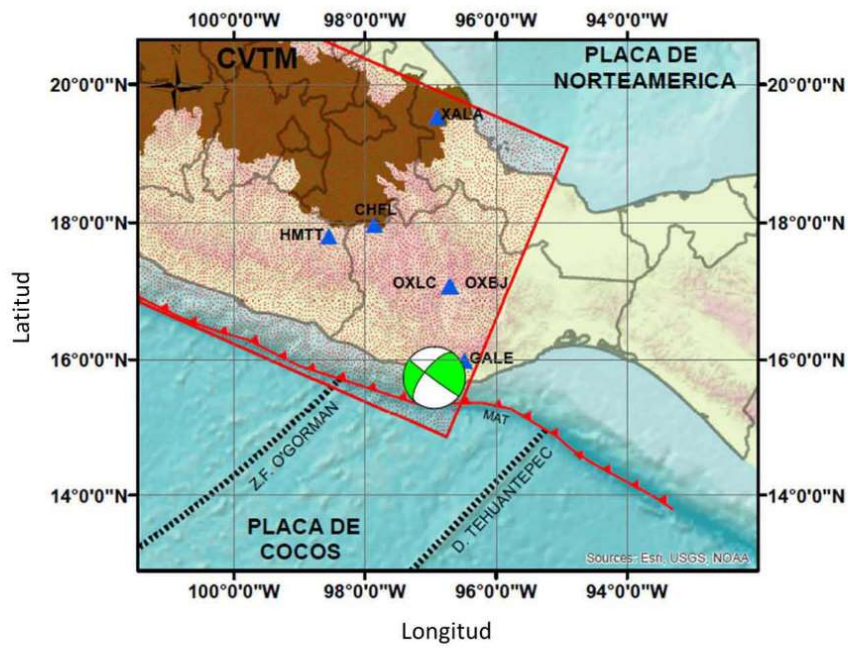 100°0'0"W 98°0'0"W 96°0'0"W 94°0'0"W
N
CVTM
PLACA DE
NORTEAMERICA
20°0'0"N
20°0'0"N
XALA
CHFL
18°0'0"N
18°0'0"N
HMTT
OXLC
OXBJ
16°0'0"N
16°0'0"N
GALE
MAT
Z.F. O'GORMAN
D. TEHUANTEPEC
14°0'0"N
14°0'0"N
PLACA DE
COCOS
Sources: Esri, USGS, NOAA
100°0'0"W 98°0'0"W 96°0'0"W 94°0'0"W
Latitud
Longitud